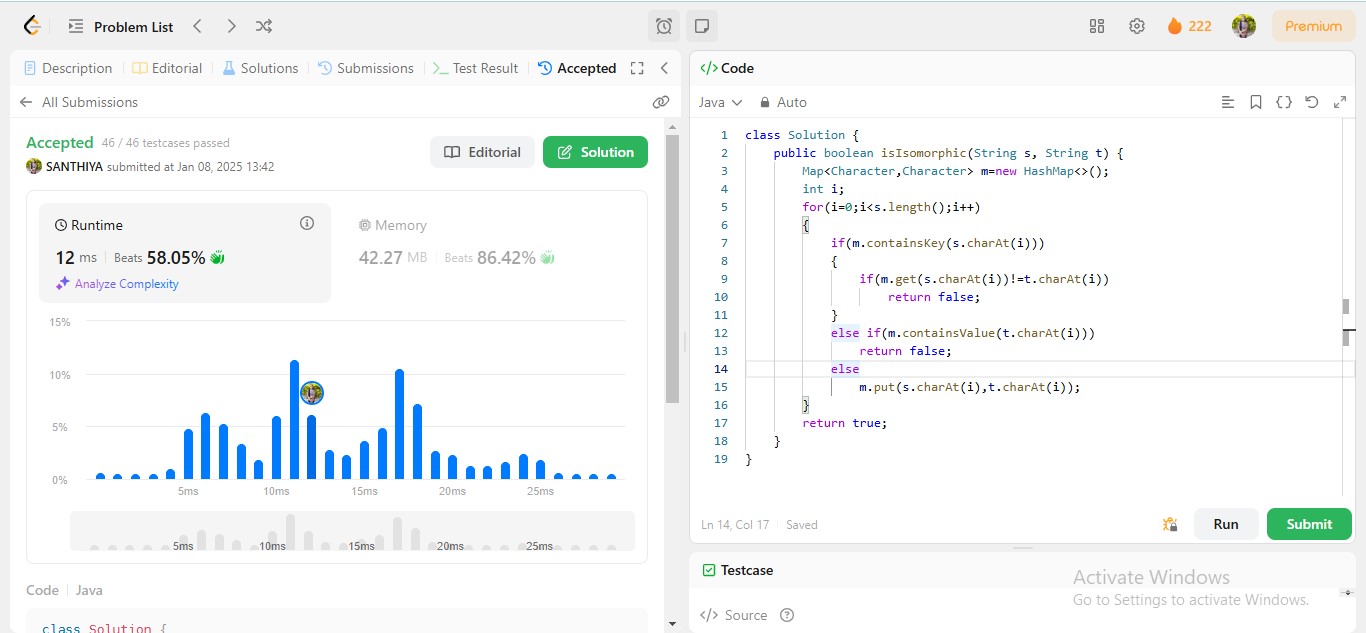 Problem List
222
Premium
Description
Editorial
Solutions
Submissions
Test Result
Accepted
All Submissions
Accepted 46 / 46 testcases passed
SANTHIYA submitted at Jan 08, 2025 13:42
Editorial
Solution
Runtime
12 ms Beats 58.05%
Analyze Complexity
Memory
42.27 MB Beats 86.42%
15%
10%
5%
0%
5ms 10ms 15ms 20ms 25ms
5ms 10ms 15ms 20ms 25ms
Code Java
class Solution {
</> Code
Java Auto
1 class Solution {
2 public boolean isIsomorphic(String s, String t) {
3 Map<Character,Character> m=new HashMap<>();
4 int i;
5 for(i=0;i<s.length();i++)
6 {
7 if(m.containsKey(s.charAt(i)))
8 {
9 if(m.get(s.charAt(i))!=t.charAt(i))
10 return false;
11 }
12 else if(m.containsValue(t.charAt(i)))
13 return false;
14 else
15 m.put(s.charAt(i),t.charAt(i));
16 }
17 return true;
18 }
19 }
Ln 14, Col 17 Saved
Run
Submit
Testcase
</> Source
Activate Windows
Go to Settings to activate Windows.